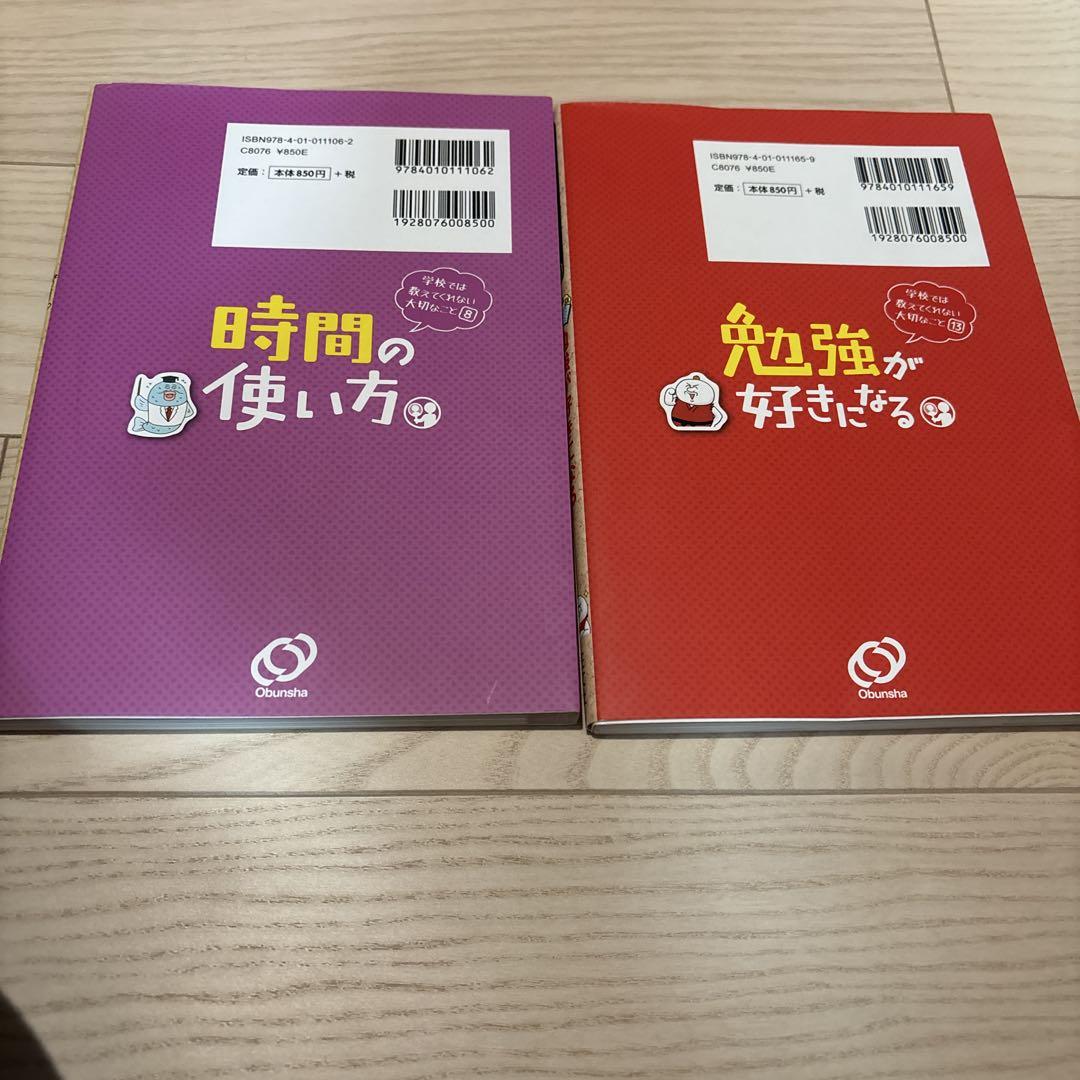 ISBN978-4-01-011106-2
C8076 ¥850E
定価: 本体850円 +税
9784010111062
1928076008500
学校では
教えてくれない
大切なこと 8
時間の
使い方
Obunsha
ISBN978-4-01-011165-9
C8076 ¥850E
定価: 本体850円 +税
9784010111659
1928076008500
学校では
教えてくれない
大切なこと 13
勉強が
好きになる
Obunsha